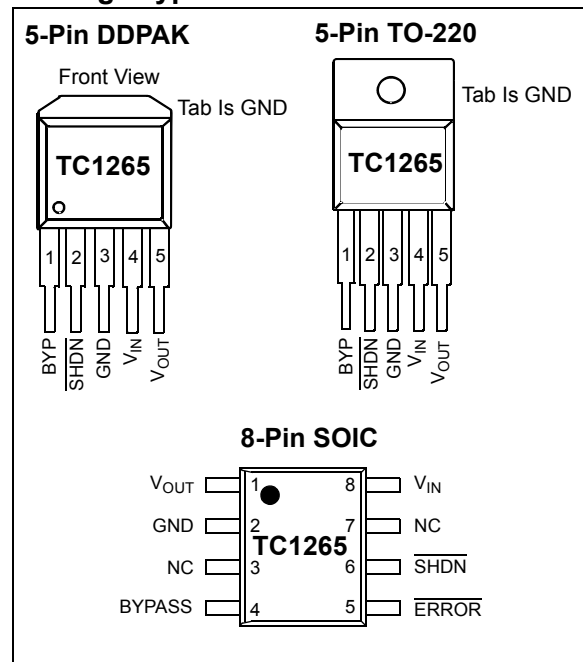 5-Pin DDPAK
Front View
Tab Is GND
TC1265
1 2 3 4 5
BYP SHDN GND VIN VOUT
5-Pin TO-220
Tab Is GND
TC1265
1 2 3 4 5
BYP SHDN GND VIN VOUT
8-Pin SOIC
VOUT 1 8 VIN
GND 2 7 NC
TC1265
NC 3 6 SHDN
BYPASS 4 5 ERROR